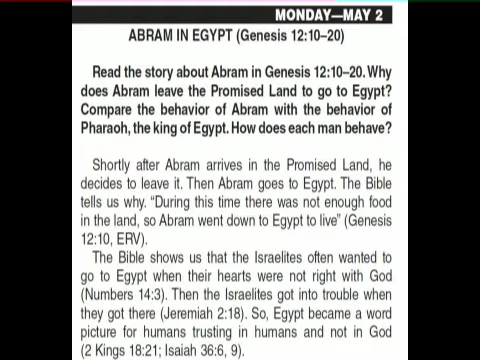 MONDAY—MAY 2
ABRAM IN EGYPT (Genesis 12:10–20)
Read the story about Abram in Genesis 12:10–20. Why
does Abram leave the Promised Land to go to Egypt?
Compare the behavior of Abram with the behavior of
Pharaoh, the king of Egypt. How does each man behave?
Shortly after Abram arrives in the Promised Land, he
decides to leave it. Then Abram goes to Egypt. The Bible
tells us why. “During this time there was not enough food
in the land, so Abram went down to Egypt to live” (Genesis
12:10, ERV).
The Bible shows us that the Israelites often wanted to
go to Egypt when their hearts were not right with God
(Numbers 14:3). Then the Israelites got into trouble when
they got there (Jeremiah 2:18). So, Egypt became a word
picture for humans trusting in humans and not in God
(2 Kings 18:21; Isaiah 36:6, 9).